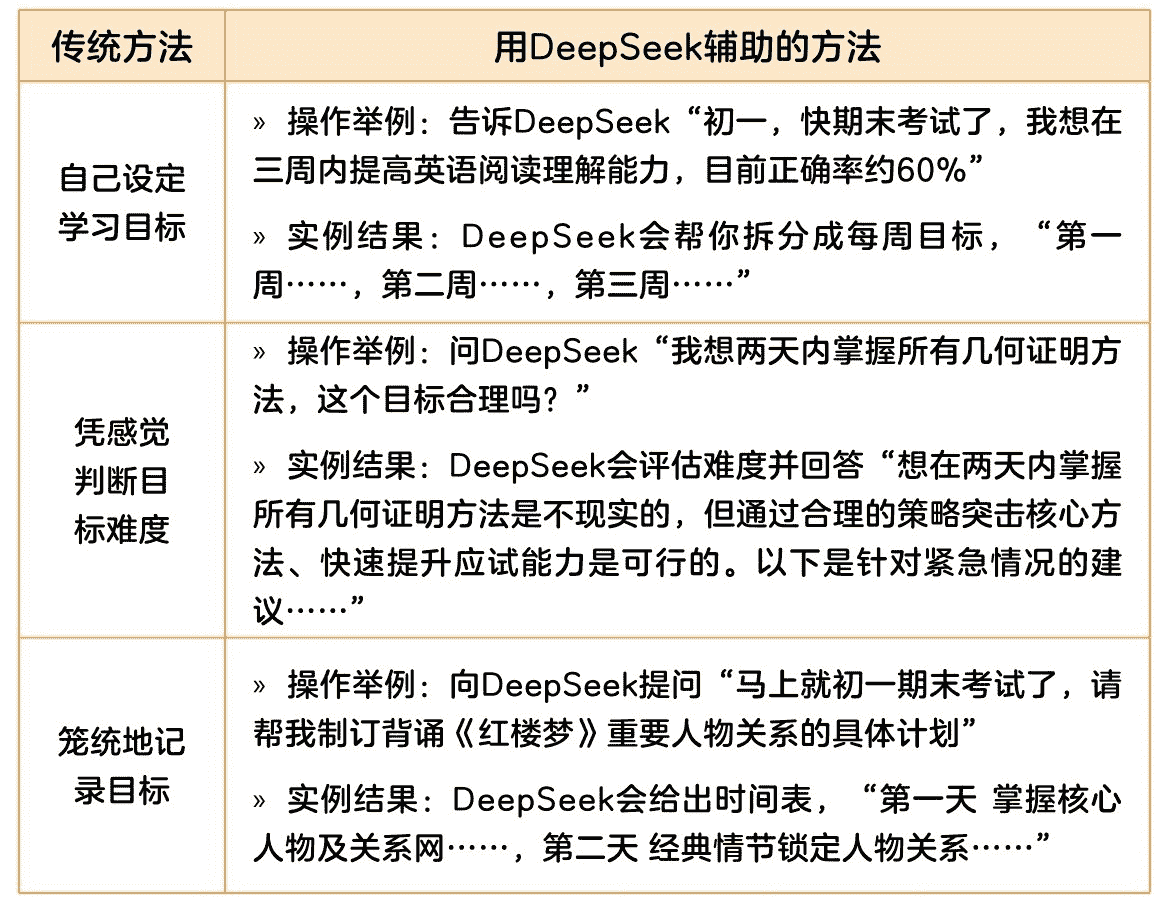 传统方法
用DeepSeek辅助的方法
自己设定
学习目标
» 操作举例：告诉DeepSeek“初一，快期末考试了，我想在
三周内提高英语阅读理解能力，目前正确率约60%”
» 实例结果：DeepSeek会帮你拆分成每周目标，“第一
周……，第二周……，第三周……”
凭感觉
判断目
标难度
» 操作举例：问DeepSeek“我想两天内掌握所有几何证明方
法，这个目标合理吗？”
» 实例结果：DeepSeek会评估难度并回答“想在两天内掌握
所有几何证明方法是不现实的，但通过合理的策略突击核心方
法、快速提升应试能力是可行的。以下是针对紧急情况的建
议……”
笼统地记
录目标
» 操作举例：向DeepSeek提问“马上就初一期末考试了，请
帮我制订背诵《红楼梦》重要人物关系的具体计划”
» 实例结果：DeepSeek会给出时间表，“第一天 掌握核心
人物及关系网……，第二天 经典情节锁定人物关系……”